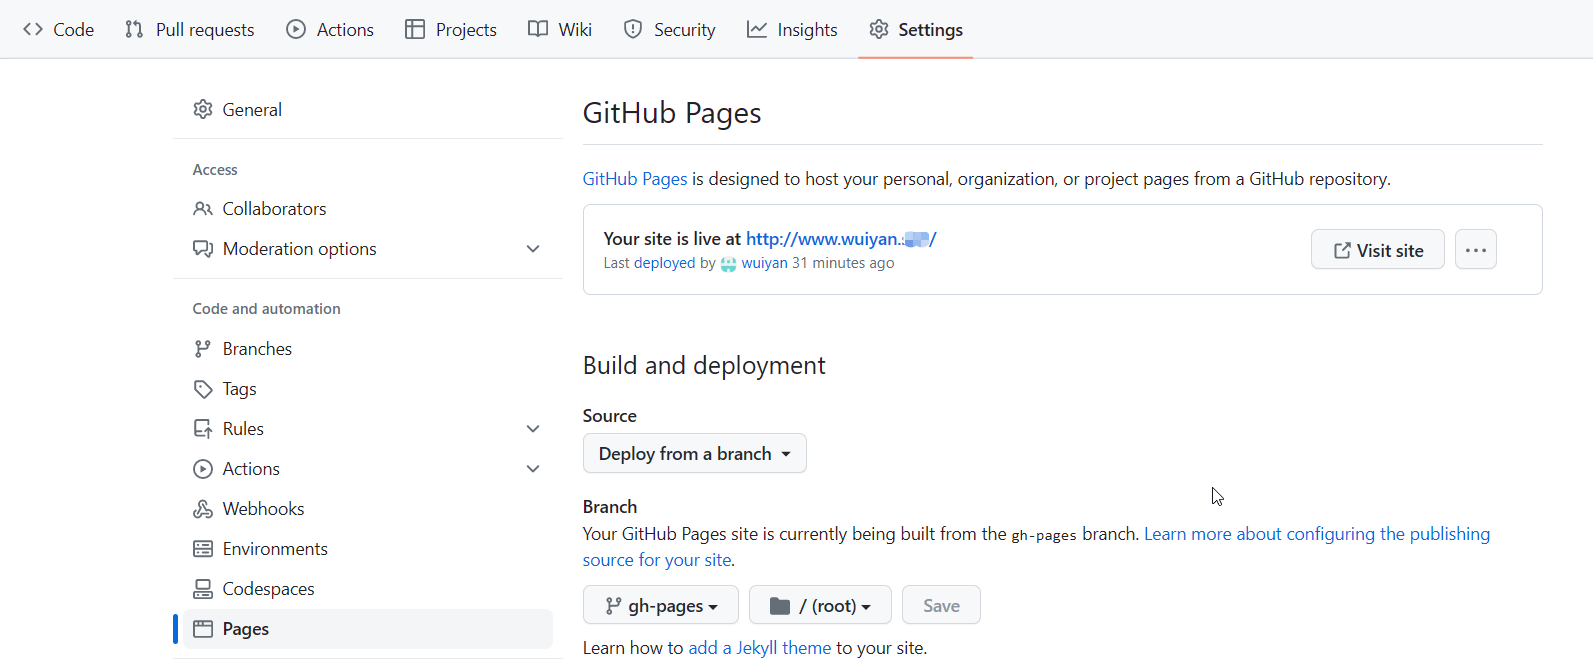 Code Pull requests Actions Projects Wiki Security Insights Settings
General
Access
Collaborators
Moderation options
Code and automation
Branches
Tags
Rules
Actions
Webhooks
Environments
Codespaces
Pages
GitHub Pages
GitHub Pages is designed to host your personal, organization, or project pages from a GitHub repository.
Your site is live at http://www.wuiyan. /
Last deployed by wuiyan 31 minutes ago
Visit site
Build and deployment
Source
Deploy from a branch
Branch
Your GitHub Pages site is currently being built from the gh-pages branch. Learn more about configuring the publishing
source for your site.
gh-pages / (root) Save
Learn how to add a Jekyll theme to your site.